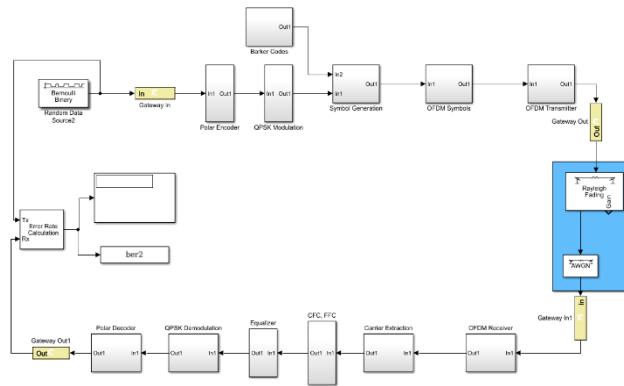 Barker Codes
Out1
Bernoulli
Binary
Random Data
Source2
In
Gateway In
In1
Out1
Polar Encoder
In1
Out1
QPSK Modulation
In2
In1
Out1
Symbol Generation
In1
Out1
OFDM Symbols
In1
Out1
OFDM Transmitter
Gateway Out
Out
Rayleigh
Fading
Gain
AWGN
In
Gateway In1
Tx
Rx
Error Rate
Calculation
ber2
Gateway Out1
Out
Polar Decoder
Out1
In1
QPSK Demodulation
Out1
In1
Equalizer
Out1
In1
CFC, FFC
Out1
In1
Carrier Extraction
Out1
In1
OFDM Receiver
Out1
In1